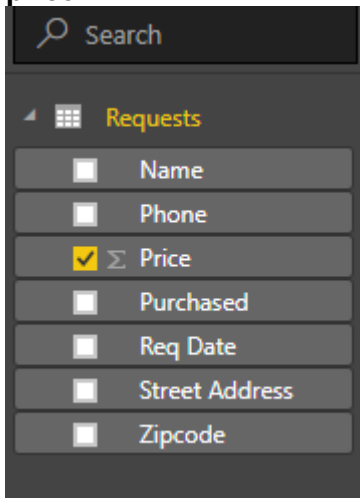 Search
Requests
Name
Phone
Σ Price
Purchased
Req Date
Street Address
Zipcode